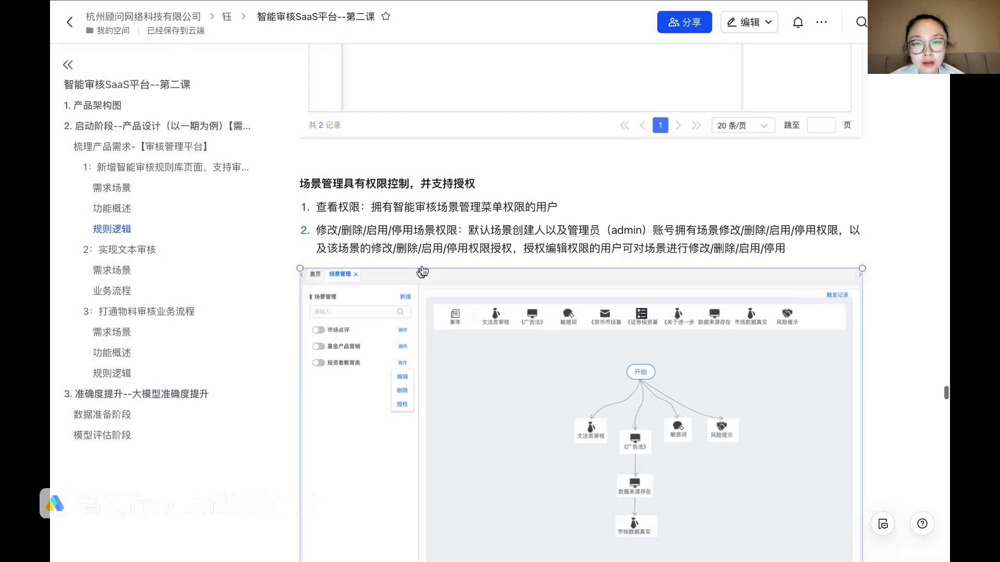 杭州顾问网络科技有限公司 > 钰 > 智能审核SaaS平台--第二课
我的空间 已经保存到云端
分享 编辑
智能审核SaaS平台--第二课
1. 产品架构图
2. 启动阶段--产品设计（以一期为例）【需...
梳理产品需求-【审核管理平台】
1：新增智能审核规则库页面，支持审...
需求场景
功能概述
规则逻辑
2：实现文本审核
需求场景
业务流程
3：打通物料审核业务流程
需求场景
功能概述
规则逻辑
3. 准确度提升--大模型准确度提升
数据准备阶段
模型评估阶段
共 2 记录
1
20 条/页
跳至 页
场景管理具有权限控制，并支持授权
1. 查看权限：拥有智能审核场景管理菜单权限的用户
2. 修改/删除/启用/停用场景权限：默认场景创建人以及管理员（admin）账号拥有场景修改/删除/启用/停用权限，以
及该场景的修改/删除/启用/停用权限授权，授权编辑权限的用户可对场景进行修改/删除/启用/停用
首页 场景管理 ×
场景管理 新增
请输入...
市场点评 操作
基金产品营销 操作
投资者教育类 操作
编辑
删除
授权
触发记录
事件 文法类审核 《广告法》 敏感词 《货币市场基 《证券投资基 《关于进一步 数据来源存在 市场数据真实 风险提示
开始
文法类审核
《广告法》
敏感词
风险提示
数据来源存在
市场数据真实